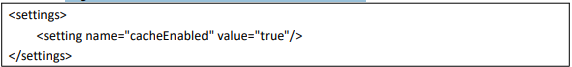 <settings>
<setting name="cacheEnabled" value="true"/>
</settings>